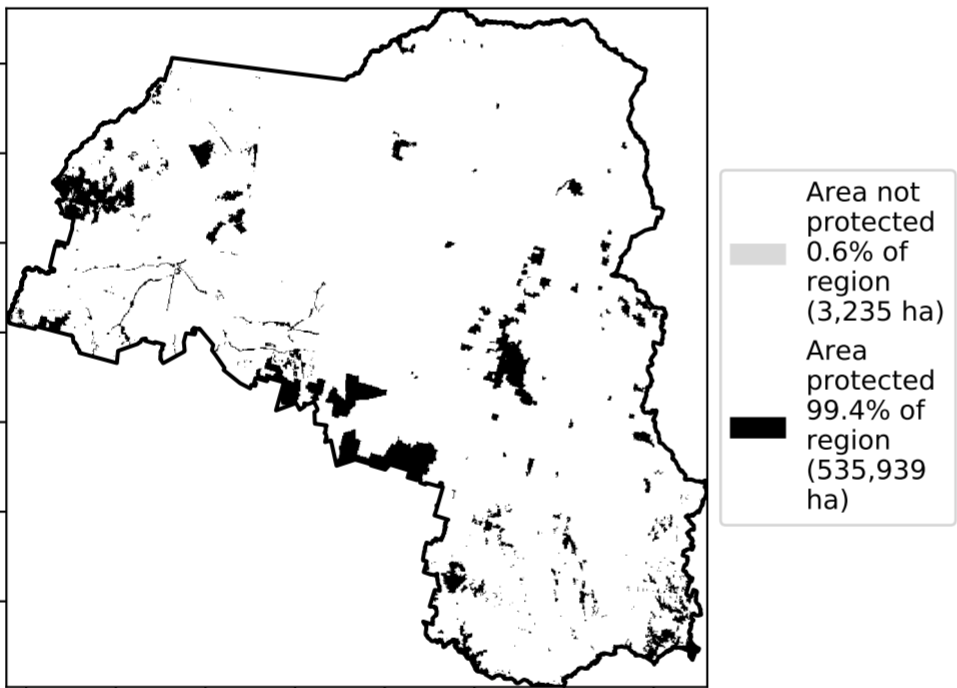 Area not
protected
0.6% of
region
(3,235 ha)
Area
protected
99.4% of
region
(535,939
ha)